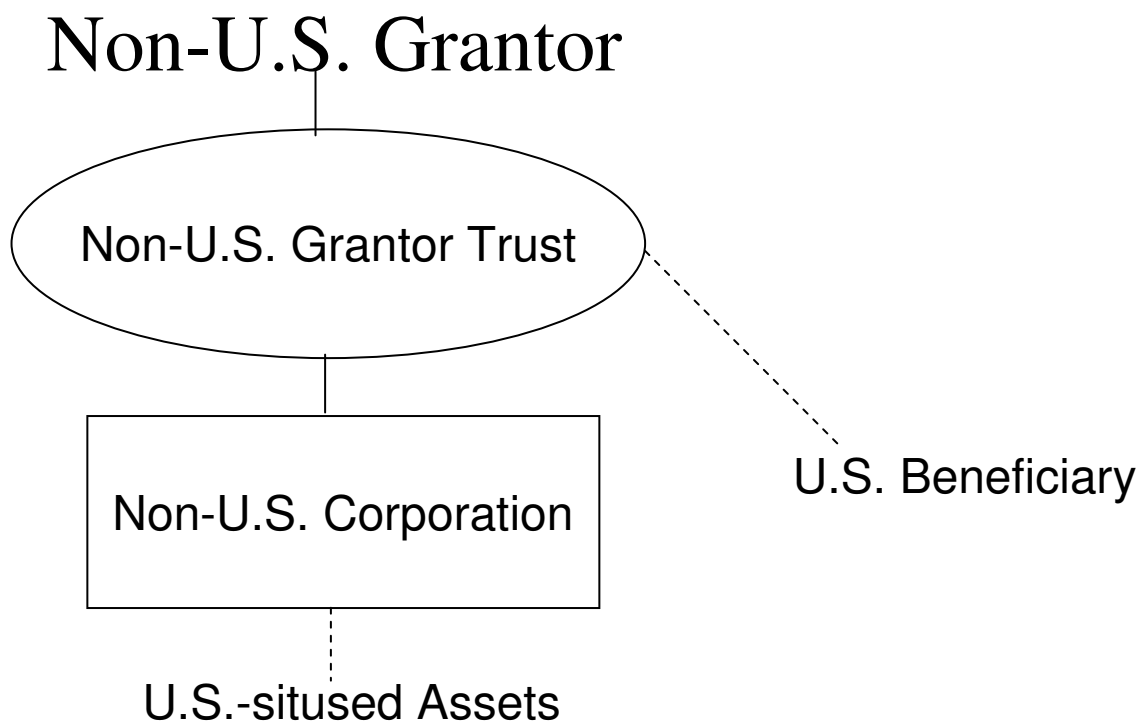 Non-U.S. Grantor
Non-U.S. Grantor Trust
U.S. Beneficiary
Non-U.S. Corporation
U.S.-sitused Assets